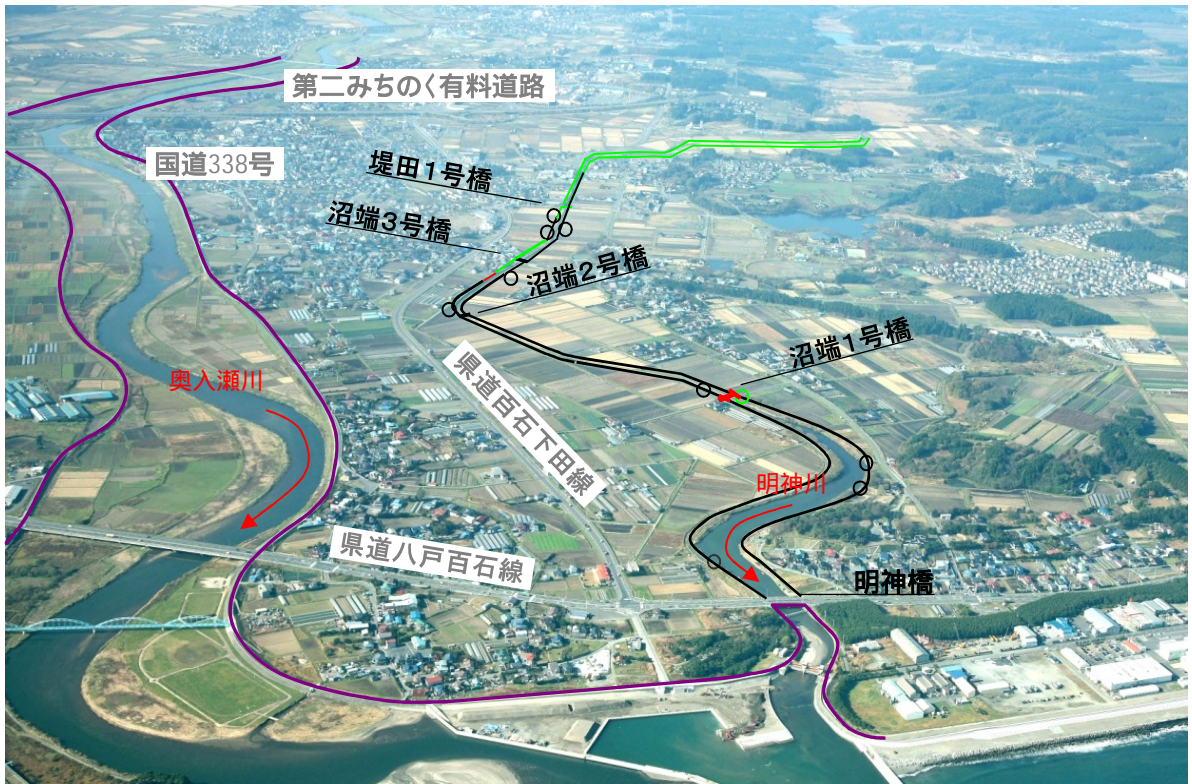 第二みちのく有料道路
国道338号
堤田1号橋
沼端3号橋
沼端2号橋
沼端1号橋
奥入瀬川
県道百石下田線
明神川
県道八戸百石線
明神橋